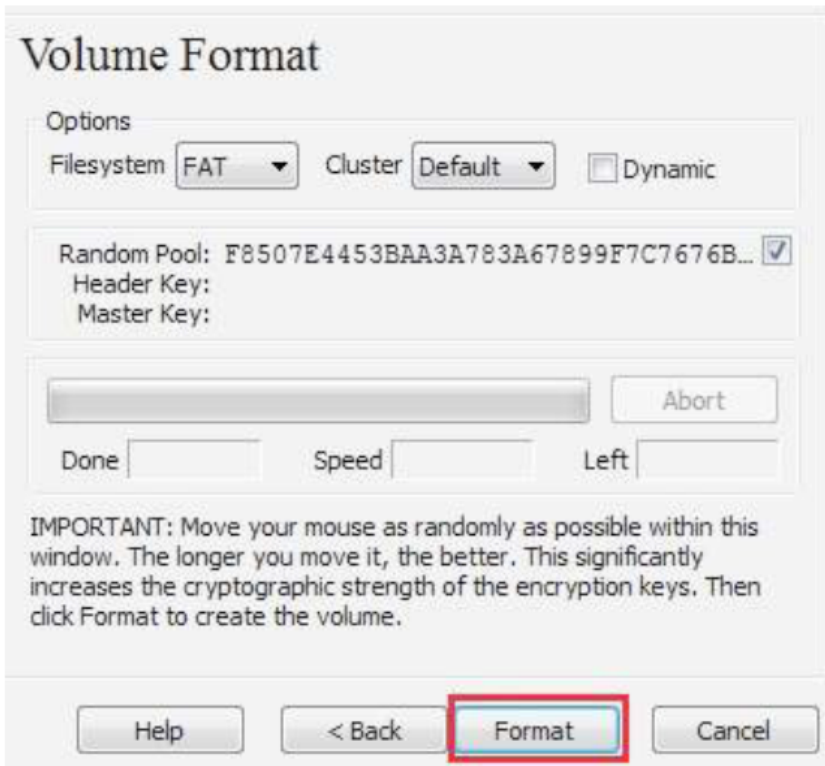 Volume Format
Options
Filesystem FAT Cluster Default Dynamic
Random Pool: F8507E4453BAA3A783A67899F7C7676B...
Header Key:
Master Key:
Abort
Done Speed Left
IMPORTANT: Move your mouse as randomly as possible within this
window. The longer you move it, the better. This significantly
increases the cryptographic strength of the encryption keys. Then
click Format to create the volume.
Help < Back Format Cancel